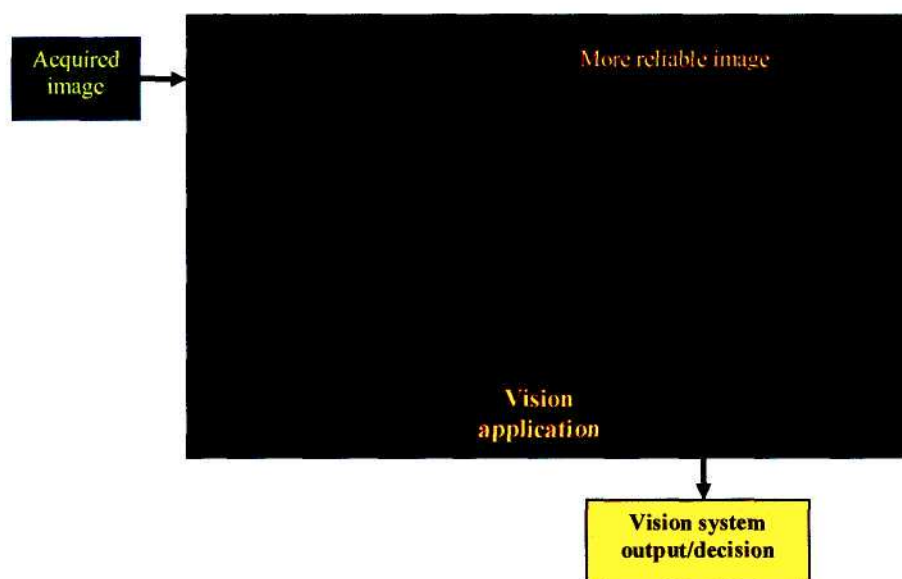 Acquired
image
More reliable image
Vision
application
Vision system
output/decision